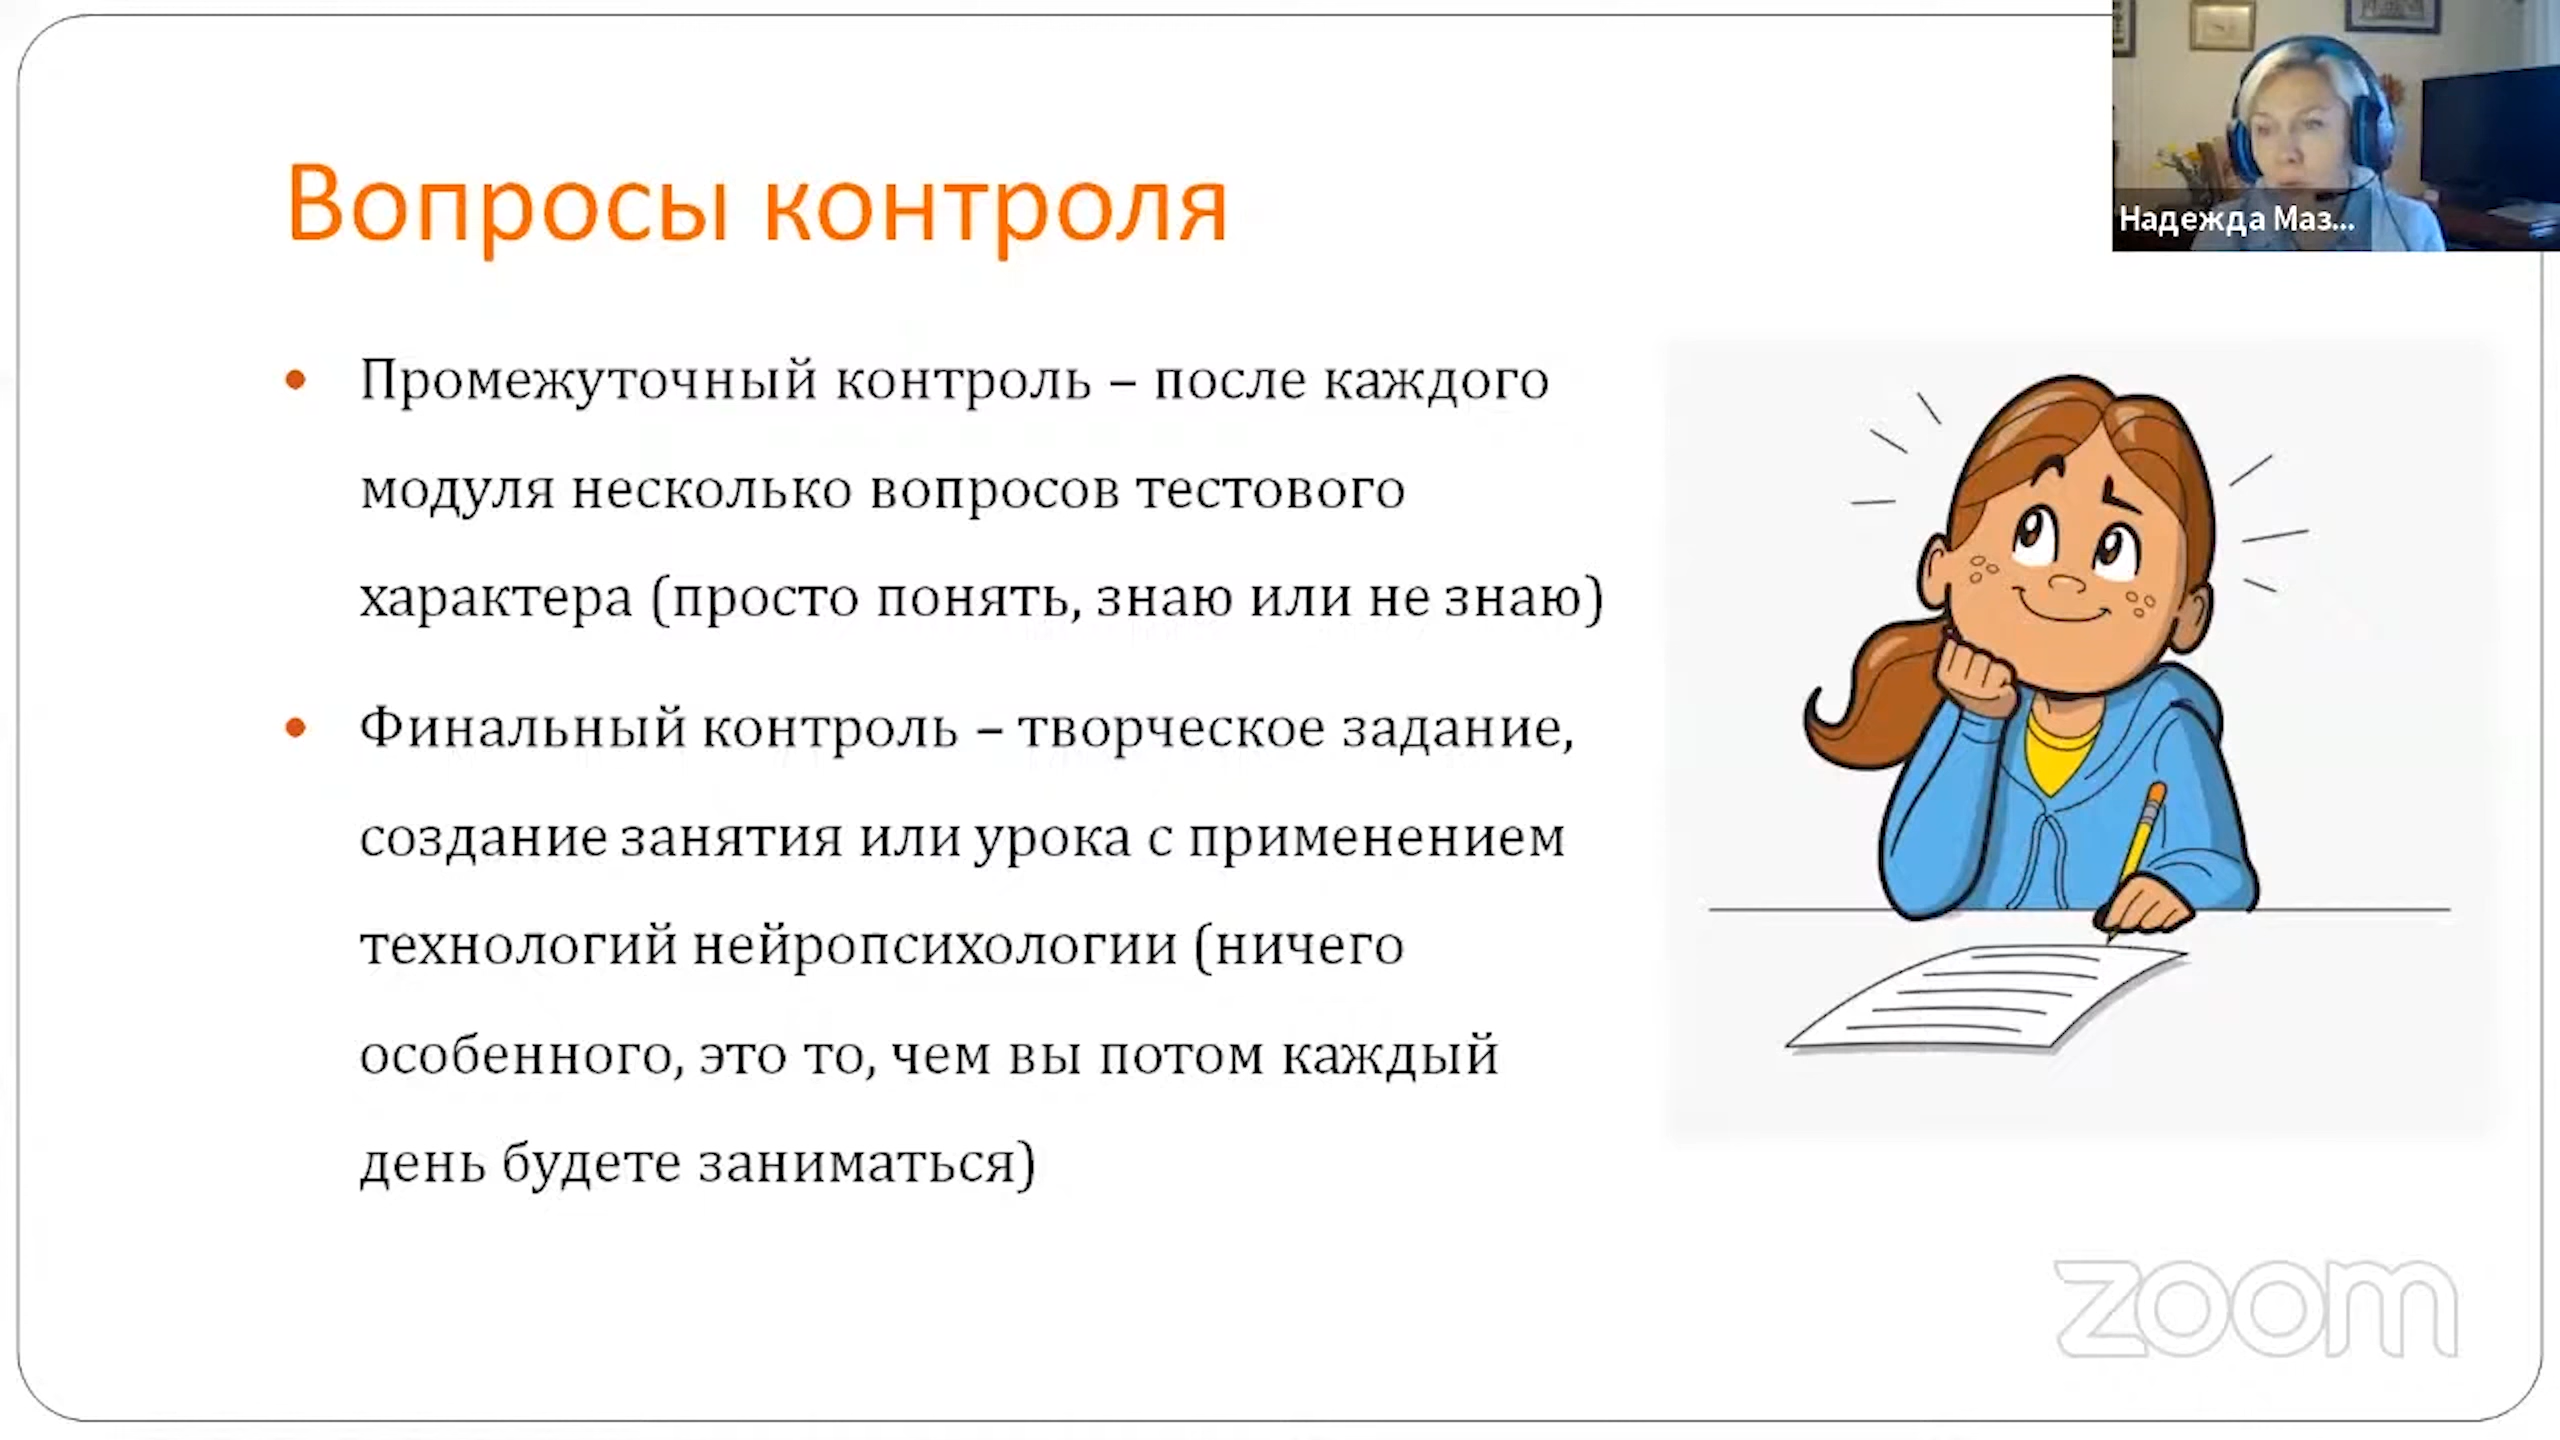 Вопросы контроля
Надежда Маз...
• Промежуточный контроль – после каждого
модуля несколько вопросов тестового
характера (просто понять, знаю или не знаю)
• Финальный контроль – творческое задание,
создание занятия или урока с применением
технологий нейропсихологии (ничего
особенного, это то, чем вы потом каждый
день будете заниматься)
zoom